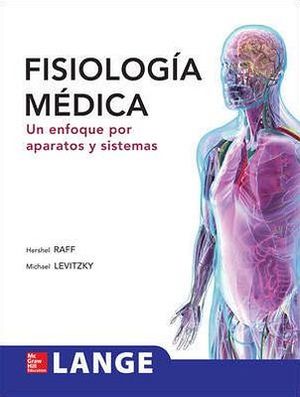 FISIOLOGÍA
MÉDICA
Un enfoque por
aparatos y sistemas
Hershel RAFF
Michael LEVITZKY
Mc
Graw
Hill
Education
LANGE